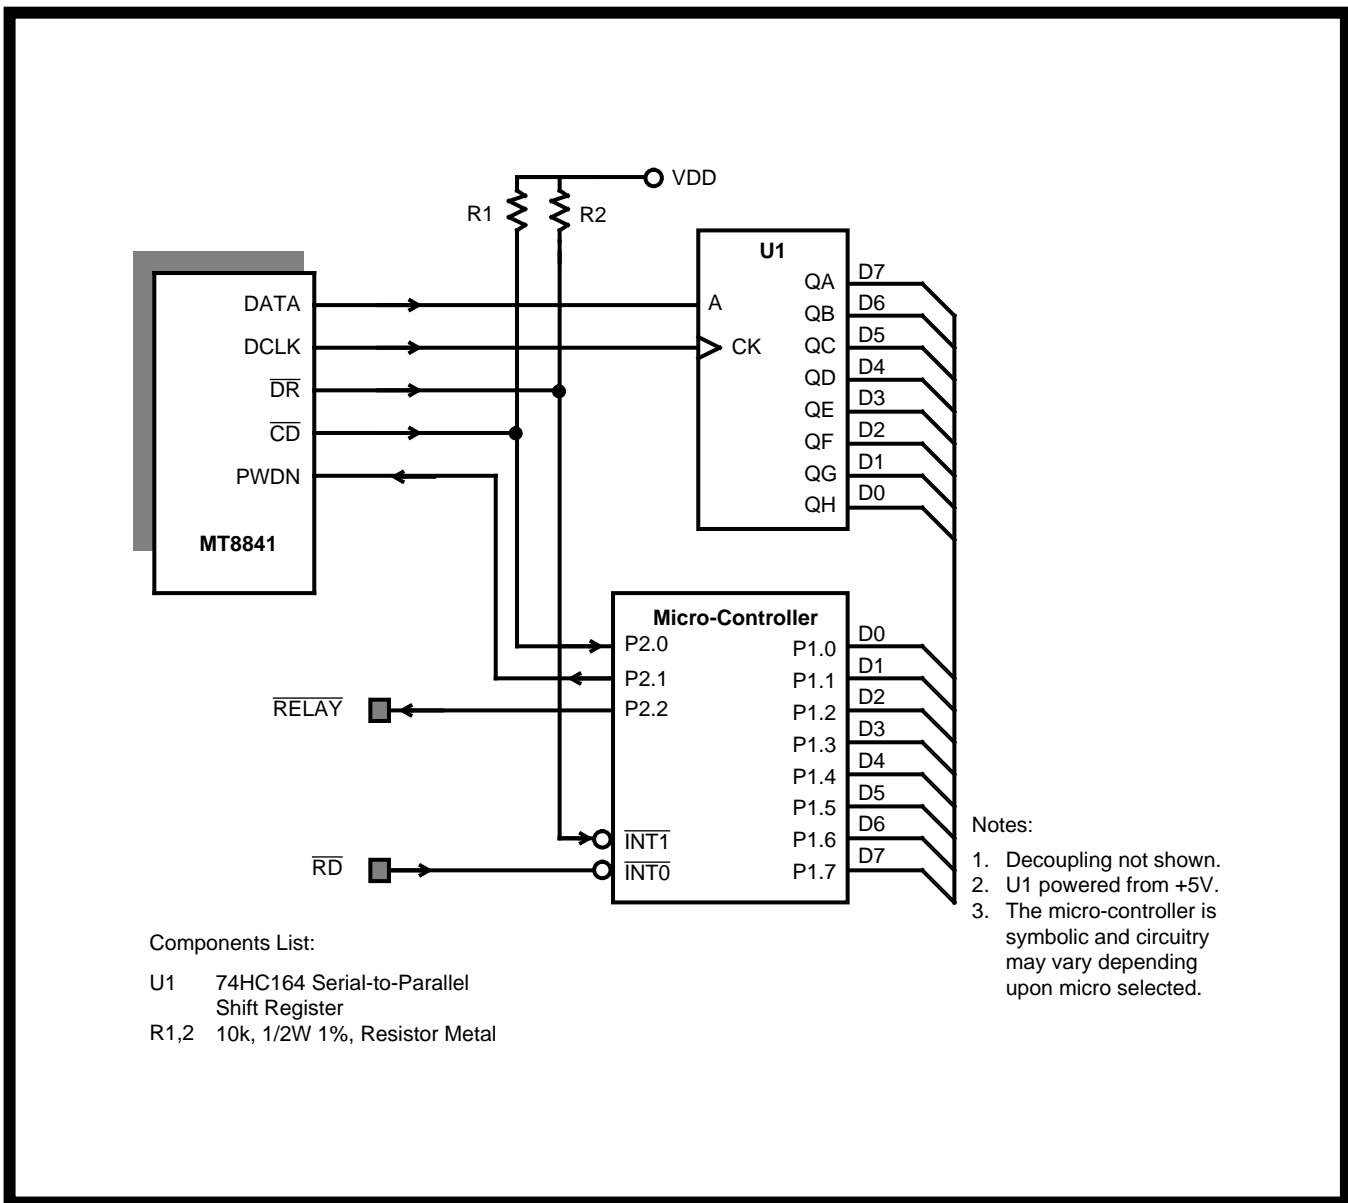 VDD
R1
R2
U1
DATA
DCLK
DR
CD
PWDN
MT8841
A
CK
QA
QB
QC
QD
QE
QF
QG
QH
D7
D6
D5
D4
D3
D2
D1
D0
Micro-Controller
P2.0
P2.1
P2.2
INT1
INT0
P1.0
P1.1
P1.2
P1.3
P1.4
P1.5
P1.6
P1.7
D0
D1
D2
D3
D4
D5
D6
D7
RELAY
RD
Notes:
1. Decoupling not shown.
2. U1 powered from +5V.
3. The micro-controller is
symbolic and circuitry
may vary depending
upon micro selected.
Components List:
U1 74HC164 Serial-to-Parallel
Shift Register
R1,2 10k, 1/2W 1%, Resistor Metal